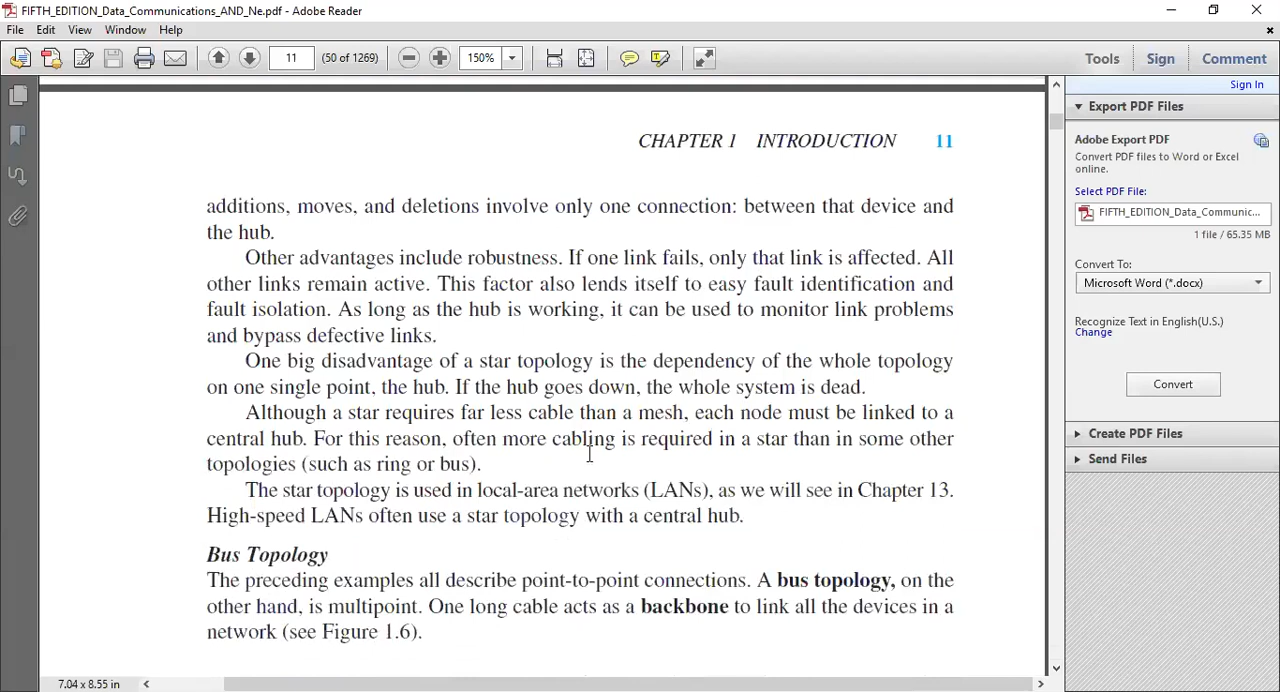 FIFTH_EDITION_Data_Communications_AND_Ne.pdf - Adobe Reader
File Edit View Window Help
11 (50 of 1269) 150% Tools Sign Comment
Sign In
Export PDF Files
Adobe Export PDF
Convert PDF files to Word or Excel
online.
Select PDF File:
FIFTH_EDITION_Data_Communic...
1 file / 65.35 MB
Convert To:
Microsoft Word (*.docx)
Recognize Text in English(U.S.)
Change
Convert
Create PDF Files
Send Files
CHAPTER 1 INTRODUCTION 11
additions, moves, and deletions involve only one connection: between that device and
the hub.
Other advantages include robustness. If one link fails, only that link is affected. All
other links remain active. This factor also lends itself to easy fault identification and
fault isolation. As long as the hub is working, it can be used to monitor link problems
and bypass defective links.
One big disadvantage of a star topology is the dependency of the whole topology
on one single point, the hub. If the hub goes down, the whole system is dead.
Although a star requires far less cable than a mesh, each node must be linked to a
central hub. For this reason, often more cabling is required in a star than in some other
topologies (such as ring or bus).
The star topology is used in local-area networks (LANs), as we will see in Chapter 13.
High-speed LANs often use a star topology with a central hub.
Bus Topology
The preceding examples all describe point-to-point connections. A bus topology, on the
other hand, is multipoint. One long cable acts as a backbone to link all the devices in a
network (see Figure 1.6).
7.04 x 8.55 in